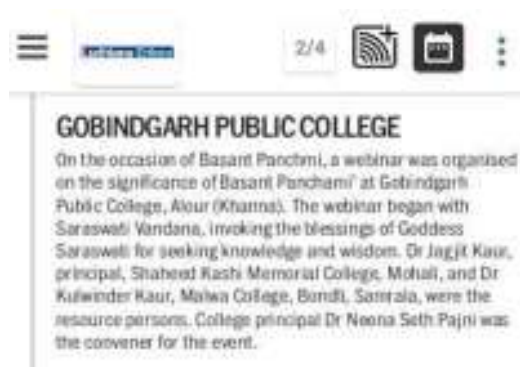 Ludhiana Tribune
2/4
GOBINDGARH PUBLIC COLLEGE
On the occasion of Basant Panchmi, a webinar was organised
on the significance of Basant Panchami' at Gobindgarh
Public College, Alour (Khanna). The webinar began with
Saraswati Vandana, invoking the blessings of Goddess
Saraswati for seeking knowledge and wisdom. Dr Jagjit Kaur,
principal, Shaheed Kashi Memorial College, Mohali, and Dr
Kulwinder Kaur, Malwa College, Bondli, Samrala, were the
resource persons. College principal Dr Neena Seth Pajni was
the convener for the event.